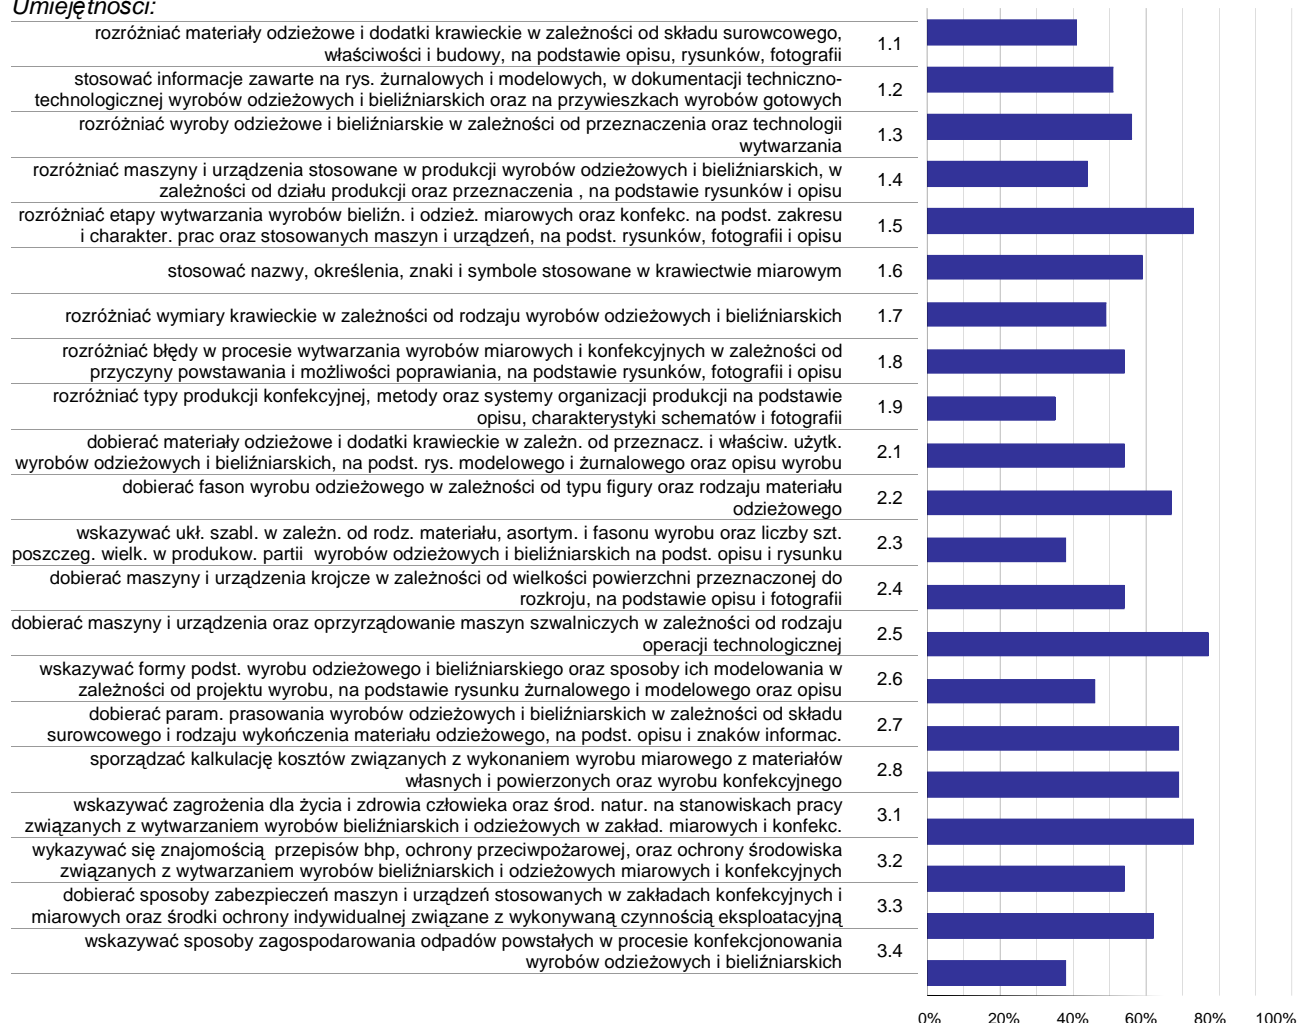 Umiejętności:
rozróżniać materiały odzieżowe i dodatki krawieckie w zależności od składu surowcowego,
właściwości i budowy, na podstawie opisu, rysunków, fotografii
1.1
stosować informacje zawarte na rys. żurnalowych i modelowych, w dokumentacji techniczno-
technologicznej wyrobów odzieżowych i bieliźniarskich oraz na przywieszkach wyrobów gotowych
1.2
rozróżniać wyroby odzieżowe i bieliźniarskie w zależności od przeznaczenia oraz technologii
wytwarzania
1.3
rozróżniać maszyny i urządzenia stosowane w produkcji wyrobów odzieżowych i bieliźniarskich, w
zależności od działu produkcji oraz przeznaczenia , na podstawie rysunków i opisu
1.4
rozróżniać etapy wytwarzania wyrobów bieliźn. i odzież. miarowych oraz konfekc. na podst. zakresu
i charakter. prac oraz stosowanych maszyn i urządzeń, na podst. rysunków, fotografii i opisu
1.5
stosować nazwy, określenia, znaki i symbole stosowane w krawiectwie miarowym
1.6
rozróżniać wymiary krawieckie w zależności od rodzaju wyrobów odzieżowych i bieliźniarskich
1.7
rozróżniać błędy w procesie wytwarzania wyrobów miarowych i konfekcyjnych w zależności od
przyczyny powstawania i możliwości poprawiania, na podstawie rysunków, fotografii i opisu
1.8
rozróżniać typy produkcji konfekcyjnej, metody oraz systemy organizacji produkcji na podstawie
opisu, charakterystyki schematów i fotografii
1.9
dobierać materiały odzieżowe i dodatki krawieckie w zależn. od przeznacz. i właściw. użytk.
wyrobów odzieżowych i bieliźniarskich, na podst. rys. modelowego i żurnalowego oraz opisu wyrobu
2.1
dobierać fason wyrobu odzieżowego w zależności od typu figury oraz rodzaju materiału
odzieżowego
2.2
wskazywać ukł. szabl. w zależn. od rodz. materiału, asortym. i fasonu wyrobu oraz liczby szt.
poszczeg. wielk. w produkow. partii wyrobów odzieżowych i bieliźniarskich na podst. opisu i rysunku
2.3
dobierać maszyny i urządzenia krojcze w zależności od wielkości powierzchni przeznaczonej do
rozkroju, na podstawie opisu i fotografii
2.4
dobierać maszyny i urządzenia oraz oprzyrządowanie maszyn szwalniczych w zależności od rodzaju
operacji technologicznej
2.5
wskazywać formy podst. wyrobu odzieżowego i bieliźniarskiego oraz sposoby ich modelowania w
zależności od projektu wyrobu, na podstawie rysunku żurnalowego i modelowego oraz opisu
2.6
dobierać param. prasowania wyrobów odzieżowych i bieliźniarskich w zależności od składu
surowcowego i rodzaju wykończenia materiału odzieżowego, na podst. opisu i znaków informac.
2.7
sporządzać kalkulację kosztów związanych z wykonaniem wyrobu miarowego z materiałów
własnych i powierzonych oraz wyrobu konfekcyjnego
2.8
wskazywać zagrożenia dla życia i zdrowia człowieka oraz środ. natur. na stanowiskach pracy
związanych z wytwarzaniem wyrobów bieliźniarskich i odzieżowych w zakład. miarowych i konfekc.
3.1
wykazywać się znajomością przepisów bhp, ochrony przeciwpożarowej, oraz ochrony środowiska
związanych z wytwarzaniem wyrobów bieliźniarskich i odzieżowych miarowych i konfekcyjnych
3.2
dobierać sposoby zabezpieczeń maszyn i urządzeń stosowanych w zakładach konfekcyjnych i
miarowych oraz środki ochrony indywidualnej związane z wykonywaną czynnością eksploatacyjną
3.3
wskazywać sposoby zagospodarowania odpadów powstałych w procesie konfekcjonowania
wyrobów odzieżowych i bieliźniarskich
3.4
0% 20% 40% 60% 80% 100%